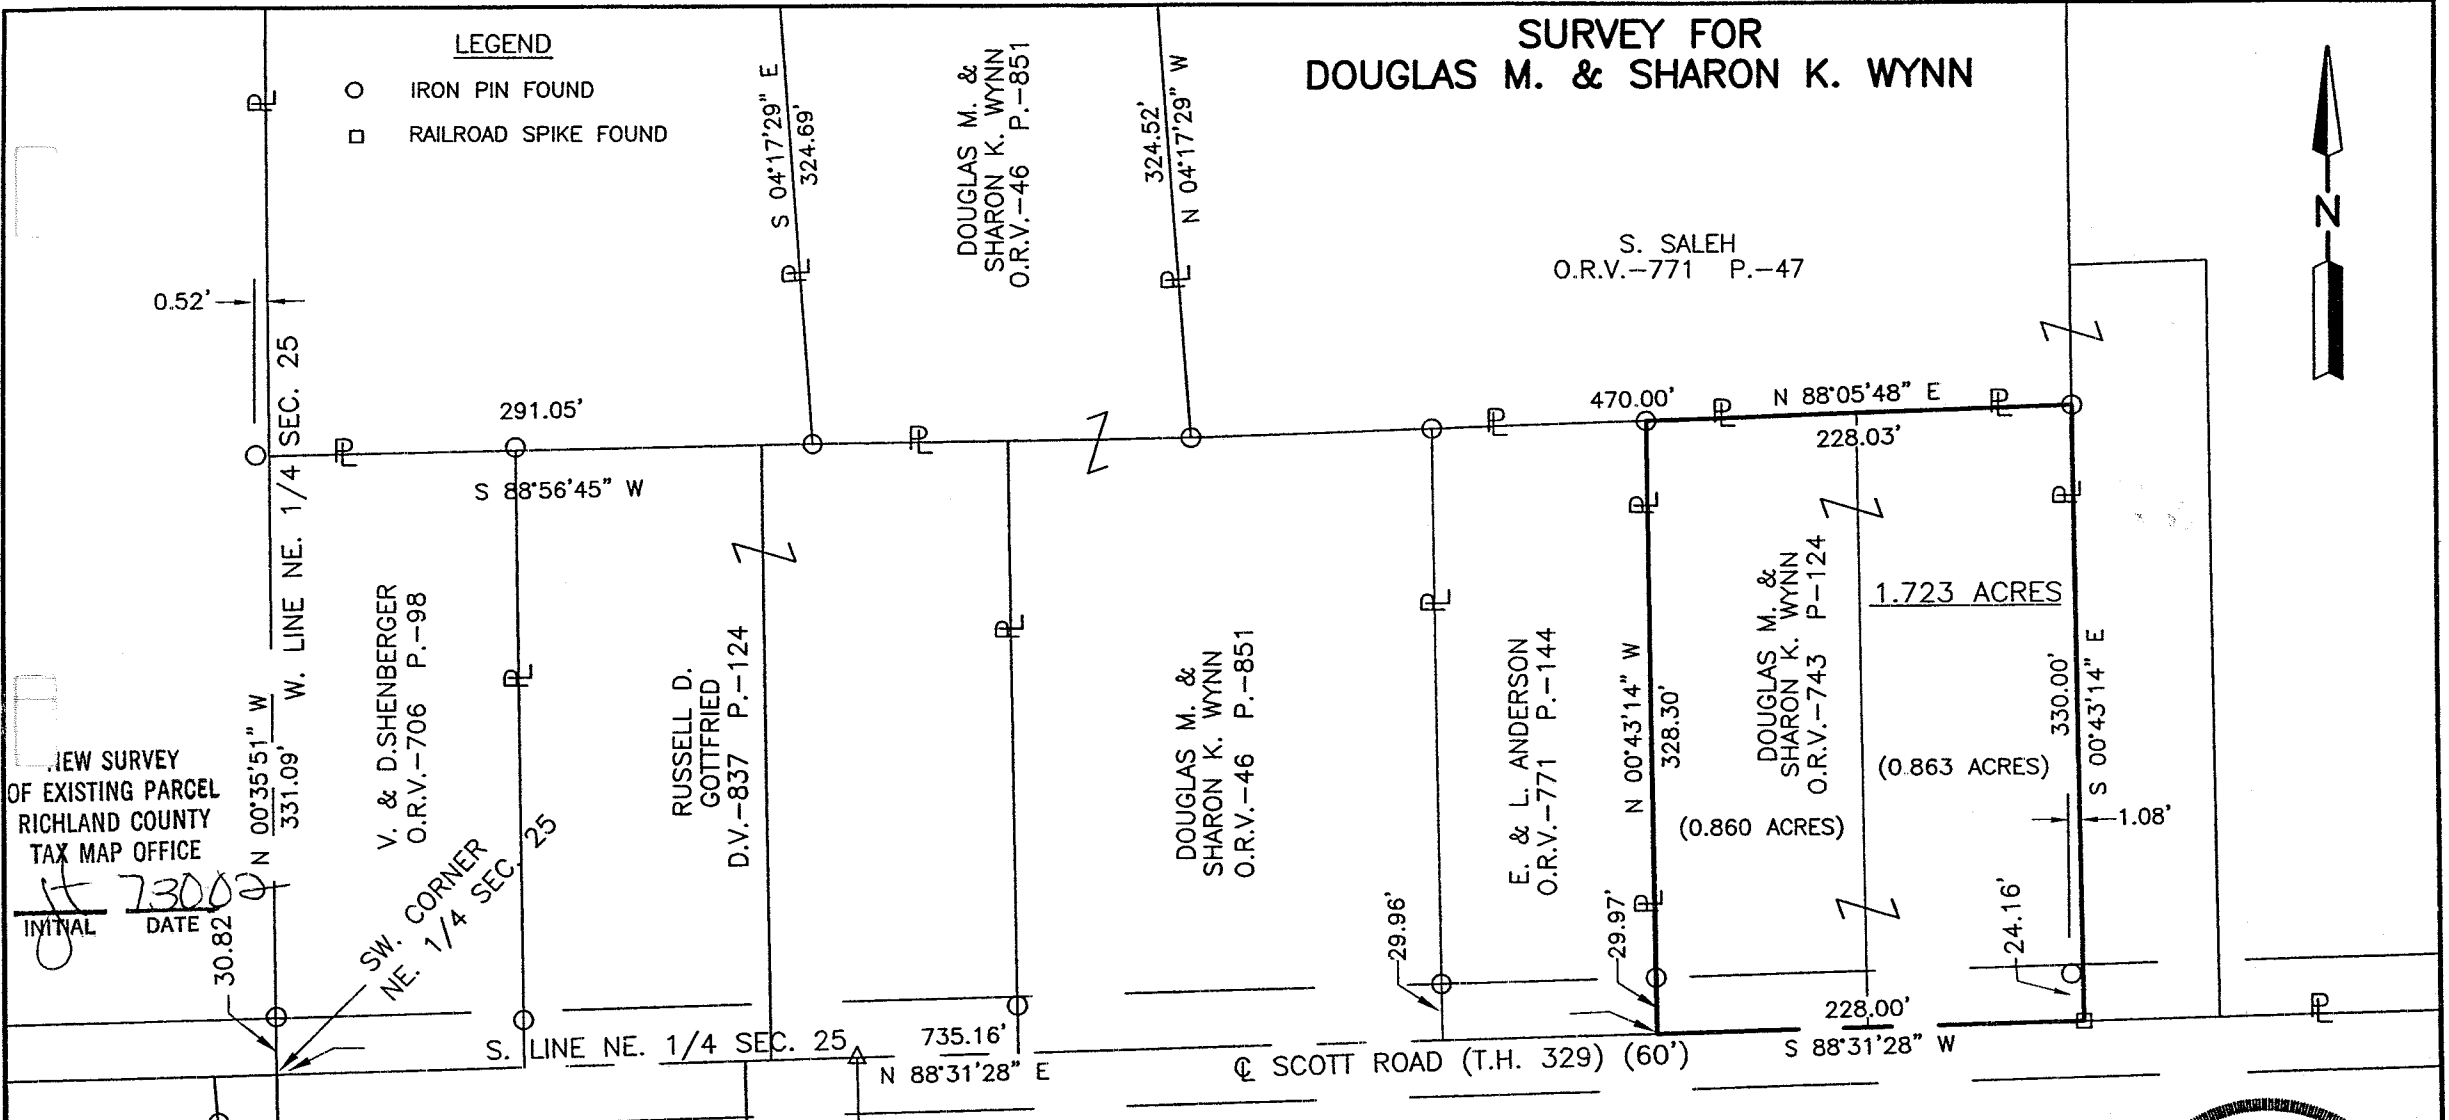 SURVEY FOR
DOUGLAS M. & SHARON K. WYNN
LEGEND
IRON PIN FOUND
RAILROAD SPIKE FOUND
N
S 04°17'29" E
324.69'
DOUGLAS M. &
SHARON K. WYNN
O.R.V.-46 P.-851
324.52'
N 04°17'29" W
S. SALEH
O.R.V.-771 P.-47
0.52'
W. LINE NE. 1/4 SEC. 25
291.05'
S 88°56'45" W
470.00'
N 88°05'48" E
228.03'
N 00°35'51" W
331.09'
V. & D.SHENBERGER
O.R.V.-706 P.-98
RUSSELL D.
GOTTFRIED
D.V.-837 P.-124
DOUGLAS M. &
SHARON K. WYNN
O.R.V.-46 P.-851
E. & L. ANDERSON
O.R.V.-771 P.-144
N 00°43'14" W
328.30'
DOUGLAS M. &
SHARON K. WYNN
O.R.V.-743 P-124
1.723 ACRES
(0.863 ACRES)
(0.860 ACRES)
330.00'
S 00°43'14" E
1.08'
NEW SURVEY
OF EXISTING PARCEL
RICHLAND COUNTY
TAX MAP OFFICE
7300
INITIAL DATE
30.82'
SW. CORNER
NE. 1/4 SEC. 25
29.96'
29.97'
24.16'
S. LINE NE. 1/4 SEC. 25
735.16'
N 88°31'28" E
℄ SCOTT ROAD (T.H. 329) (60')
228.00'
S 88°31'28" W